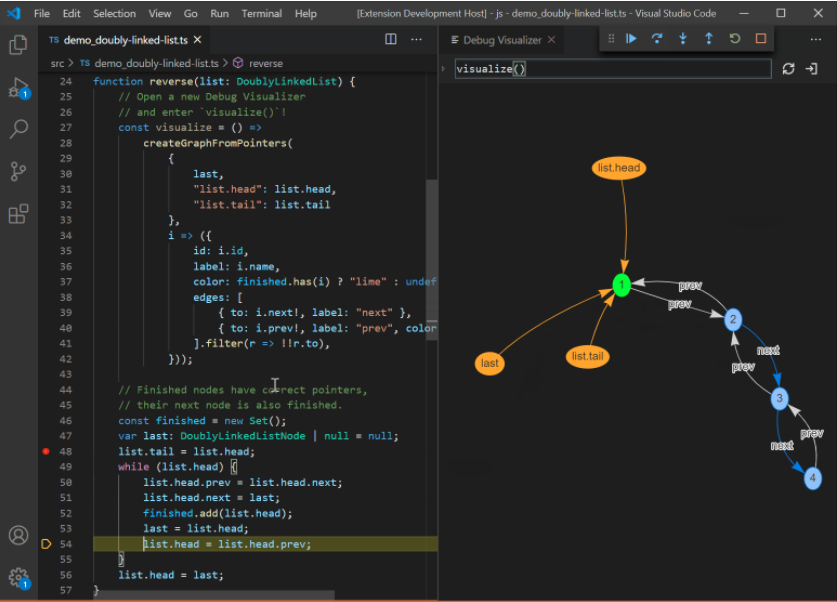 File Edit Selection View Go Run Terminal Help [Extension Development Host] - js - demo_doubly-linked-list.ts - Visual Studio Code
TS demo_doubly-linked-list.ts
src > TS demo_doubly-linked-list.ts > reverse
24 function reverse(list: DoublyLinkedList) {
25 // Open a new Debug Visualizer
26 // and enter `visualize()`!
27 const visualize = () =>
28 createGraphFromPointers(
29 {
30 last,
31 "list.head": list.head,
32 "list.tail": list.tail
33 },
34 i => ({
35 id: i.id,
36 label: i.name,
37 color: finished.has(i) ? "lime" : undef
38 edges: [
39 { to: i.next!, label: "next" },
40 { to: i.prev!, label: "prev", color
41 ].filter(r => !!r.to),
42 }));
43
44 // Finished nodes have correct pointers,
45 // their next node is also finished.
46 const finished = new Set();
47 var last: DoublyLinkedListNode | null = null;
48 list.tail = list.head;
49 while (list.head) {
50 list.head.prev = list.head.next;
51 list.head.next = last;
52 finished.add(list.head);
53 last = list.head;
54 list.head = list.head.prev;
55 }
56 list.head = last;
57 }
1
1
Debug Visualizer
visualize()
list.head
1
prev
prev
2
last
list.tail
next
prev
3
prev
next
4